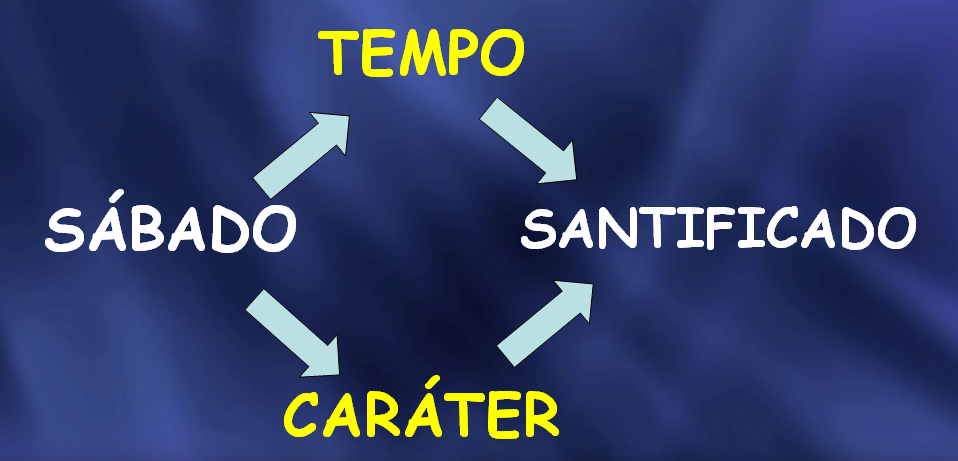 TEMPO
SÁBADO
SANTIFICADO
CARÁTER